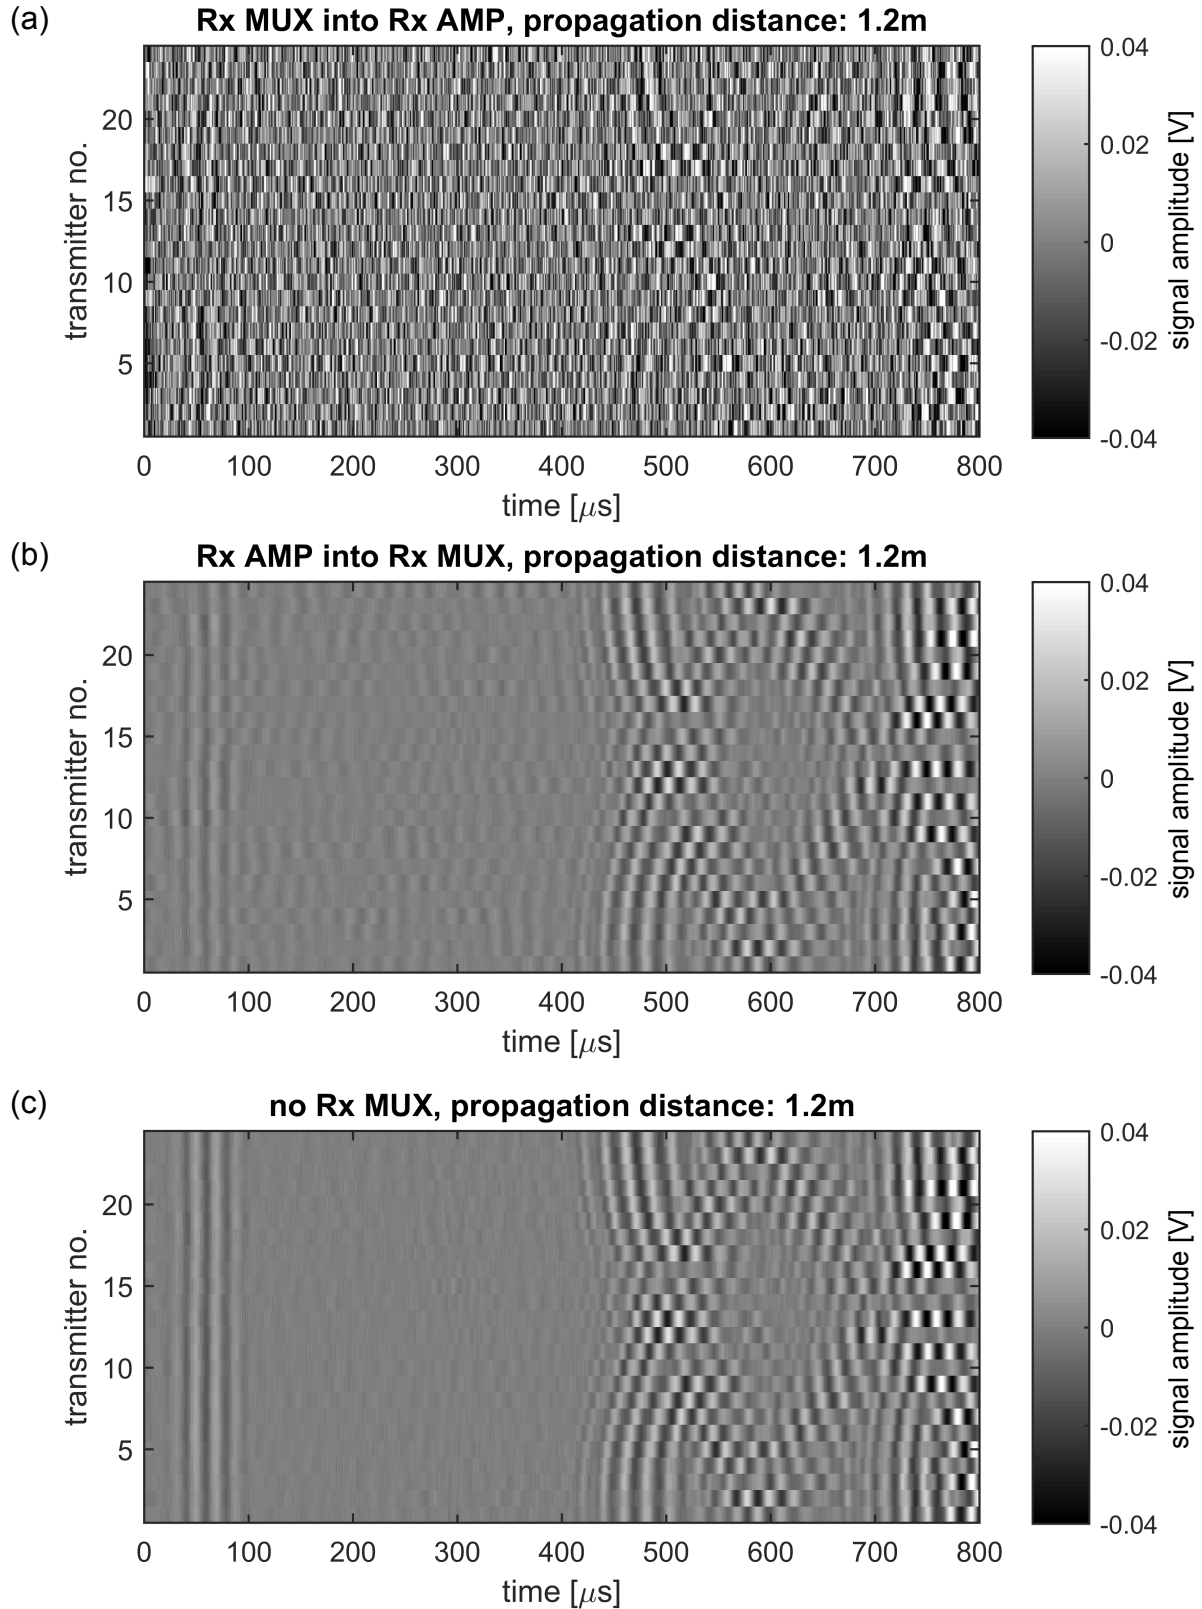 (a)
Rx MUX into Rx AMP, propagation distance: 1.2m
transmitter no.
20
15
10
5
0 100 200 300 400 500 600 700 800
time [μs]
0.04
0.02
0
-0.02
-0.04
signal amplitude [V]
(b)
Rx AMP into Rx MUX, propagation distance: 1.2m
transmitter no.
20
15
10
5
0 100 200 300 400 500 600 700 800
time [μs]
0.04
0.02
0
-0.02
-0.04
signal amplitude [V]
(c)
no Rx MUX, propagation distance: 1.2m
transmitter no.
20
15
10
5
0 100 200 300 400 500 600 700 800
time [μs]
0.04
0.02
0
-0.02
-0.04
signal amplitude [V]